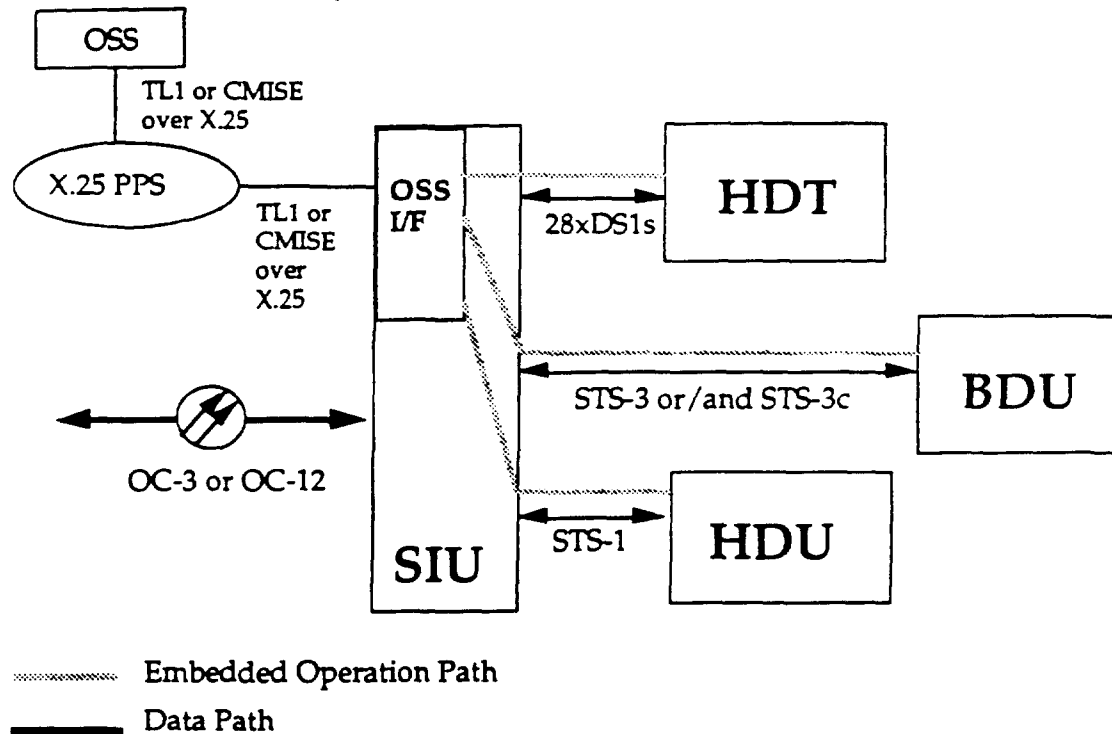 OSS
TL1 or CMISE
over X.25
X.25 PPS
TL1 or
CMISE
over
X.25
OSS
I/F
HDT
28xDS1s
STS-3 or/and STS-3c
BDU
OC-3 or OC-12
STS-1
HDU
SIU
Embedded Operation Path
Data Path